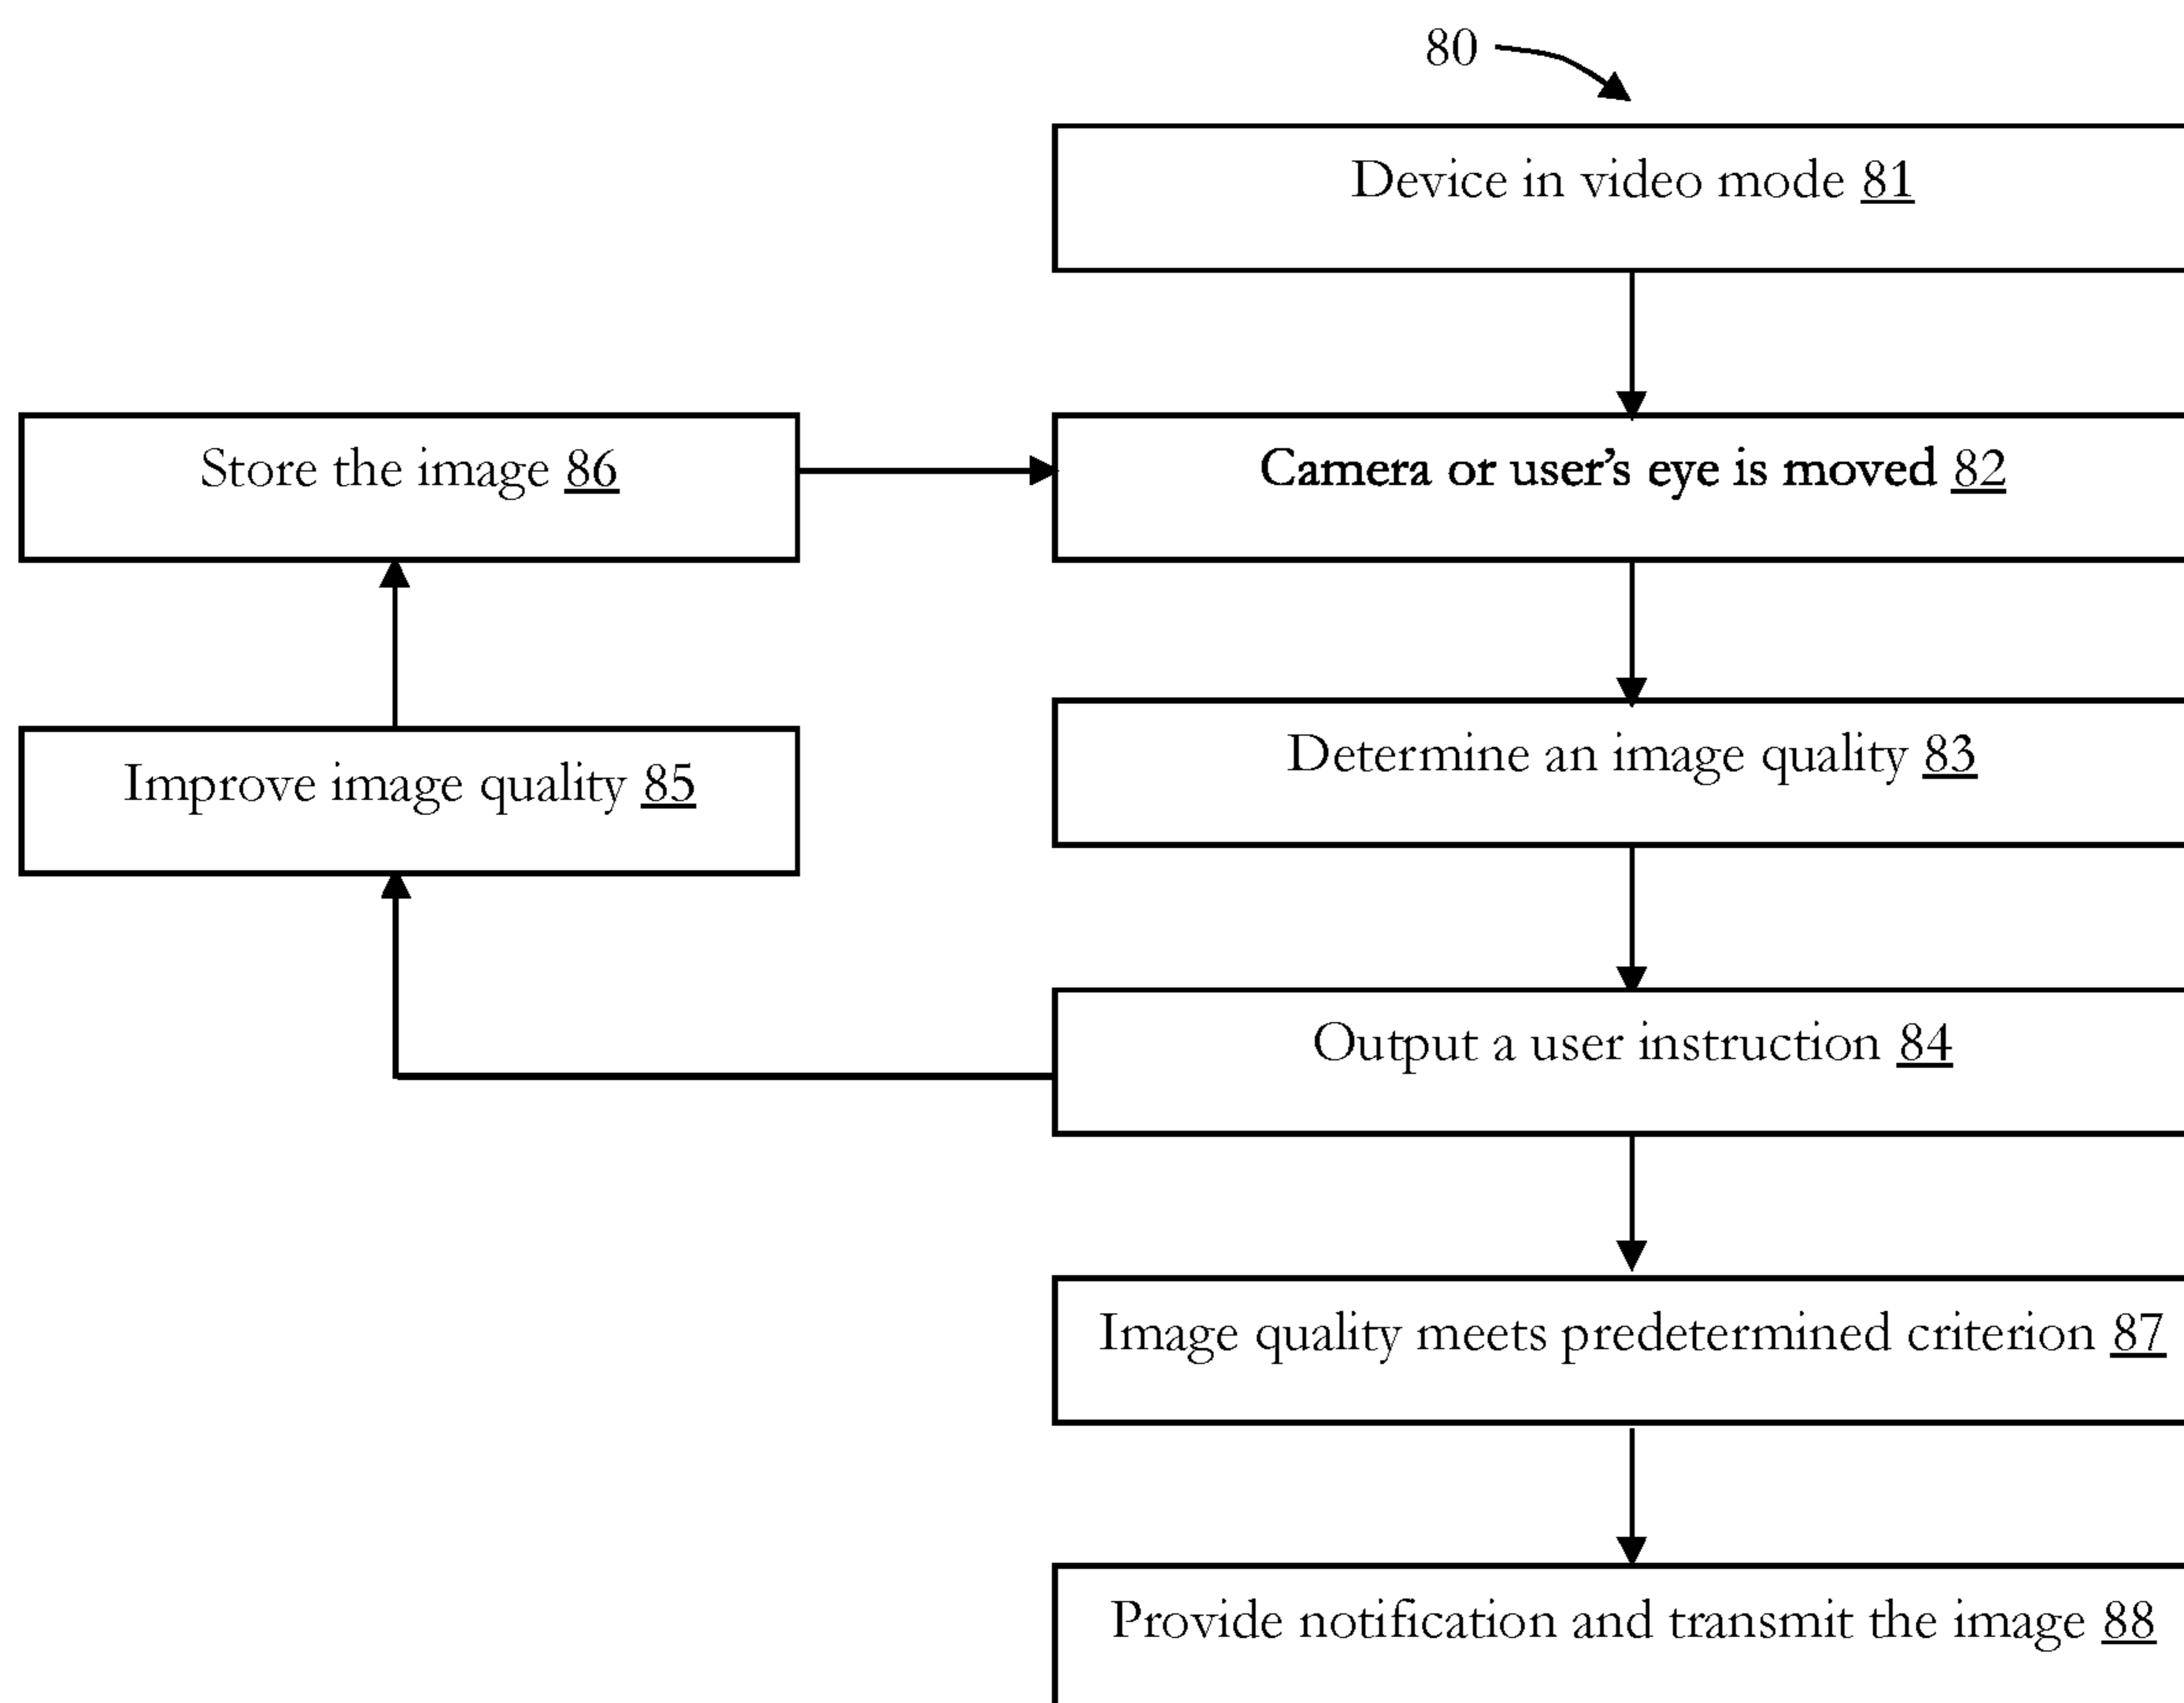 80
Device in video mode 81
Store the image 86
Camera or user's eye is moved 82
Improve image quality 85
Determine an image quality 83
Output a user instruction 84
Image quality meets predetermined criterion 87
Provide notification and transmit the image 88